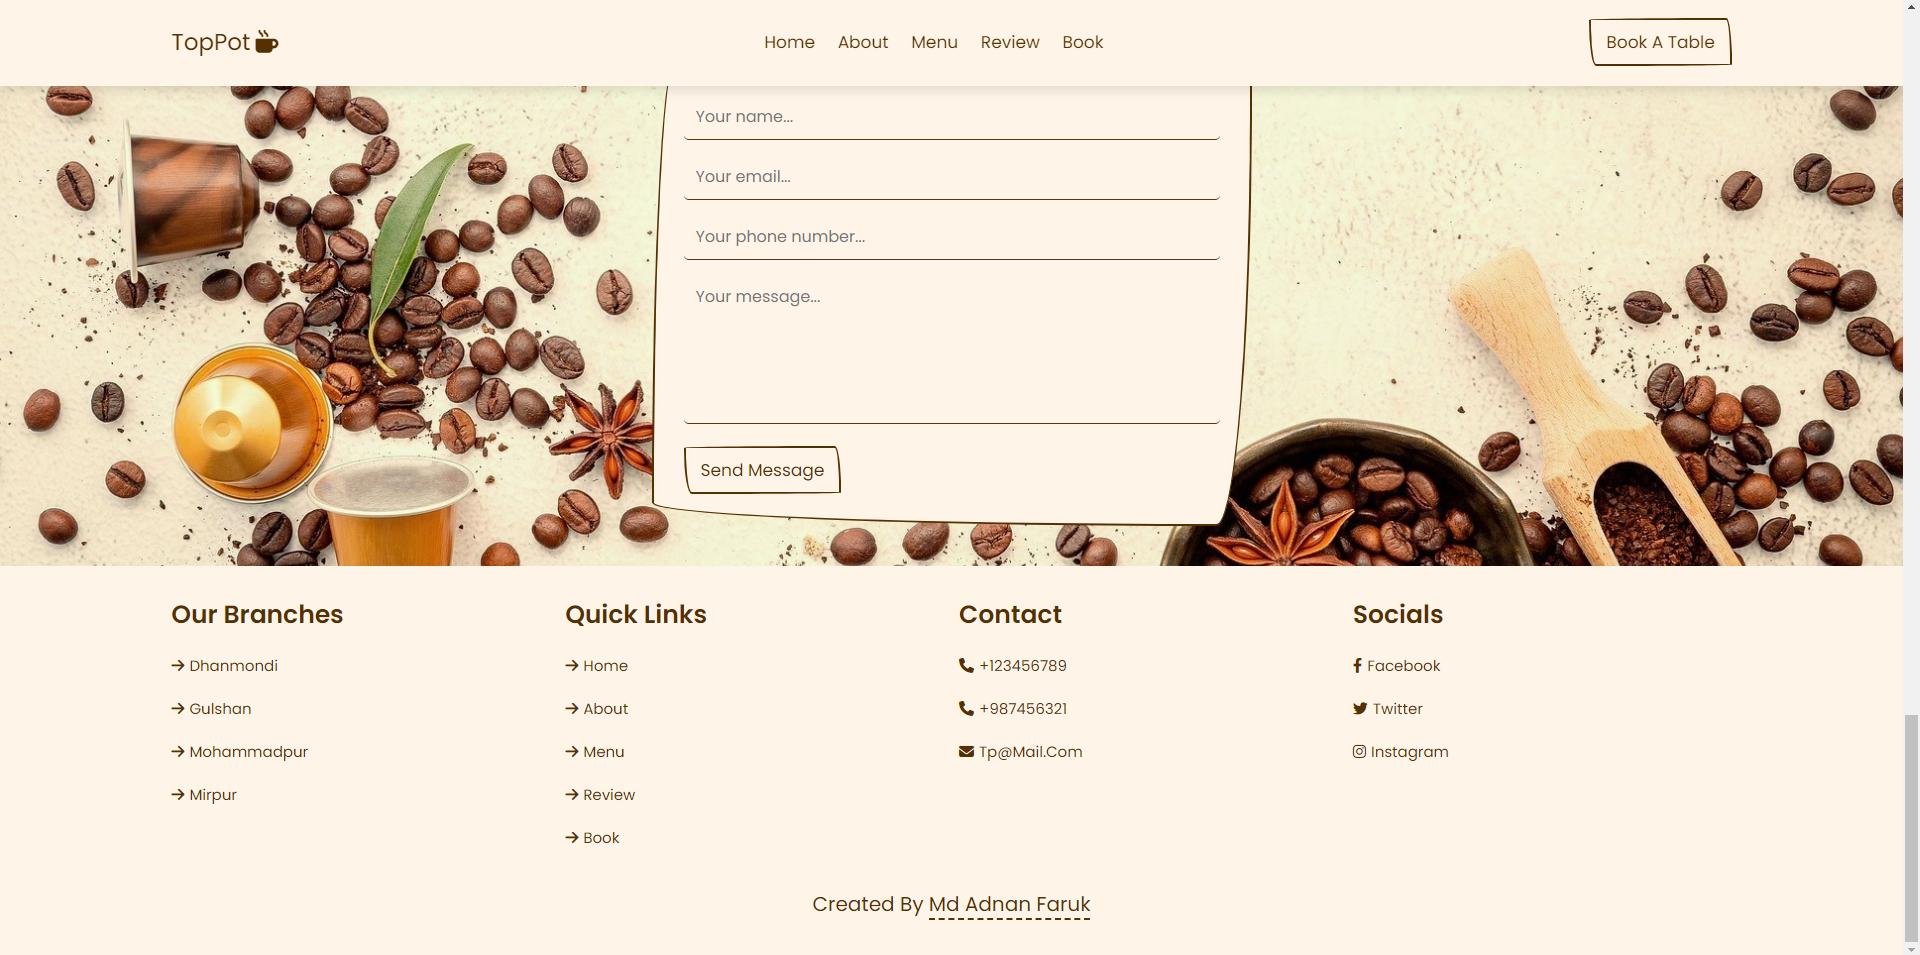 TopPot
Home About Menu Review Book
Book A Table
Your name...
Your email...
Your phone number...
Your message...
Send Message
Our Branches
Dhanmondi
Gulshan
Mohammadpur
Mirpur
Quick Links
Home
About
Menu
Review
Book
Contact
+123456789
+987456321
Tp@Mail.Com
Socials
Facebook
Twitter
Instagram
Created By Md Adnan Faruk